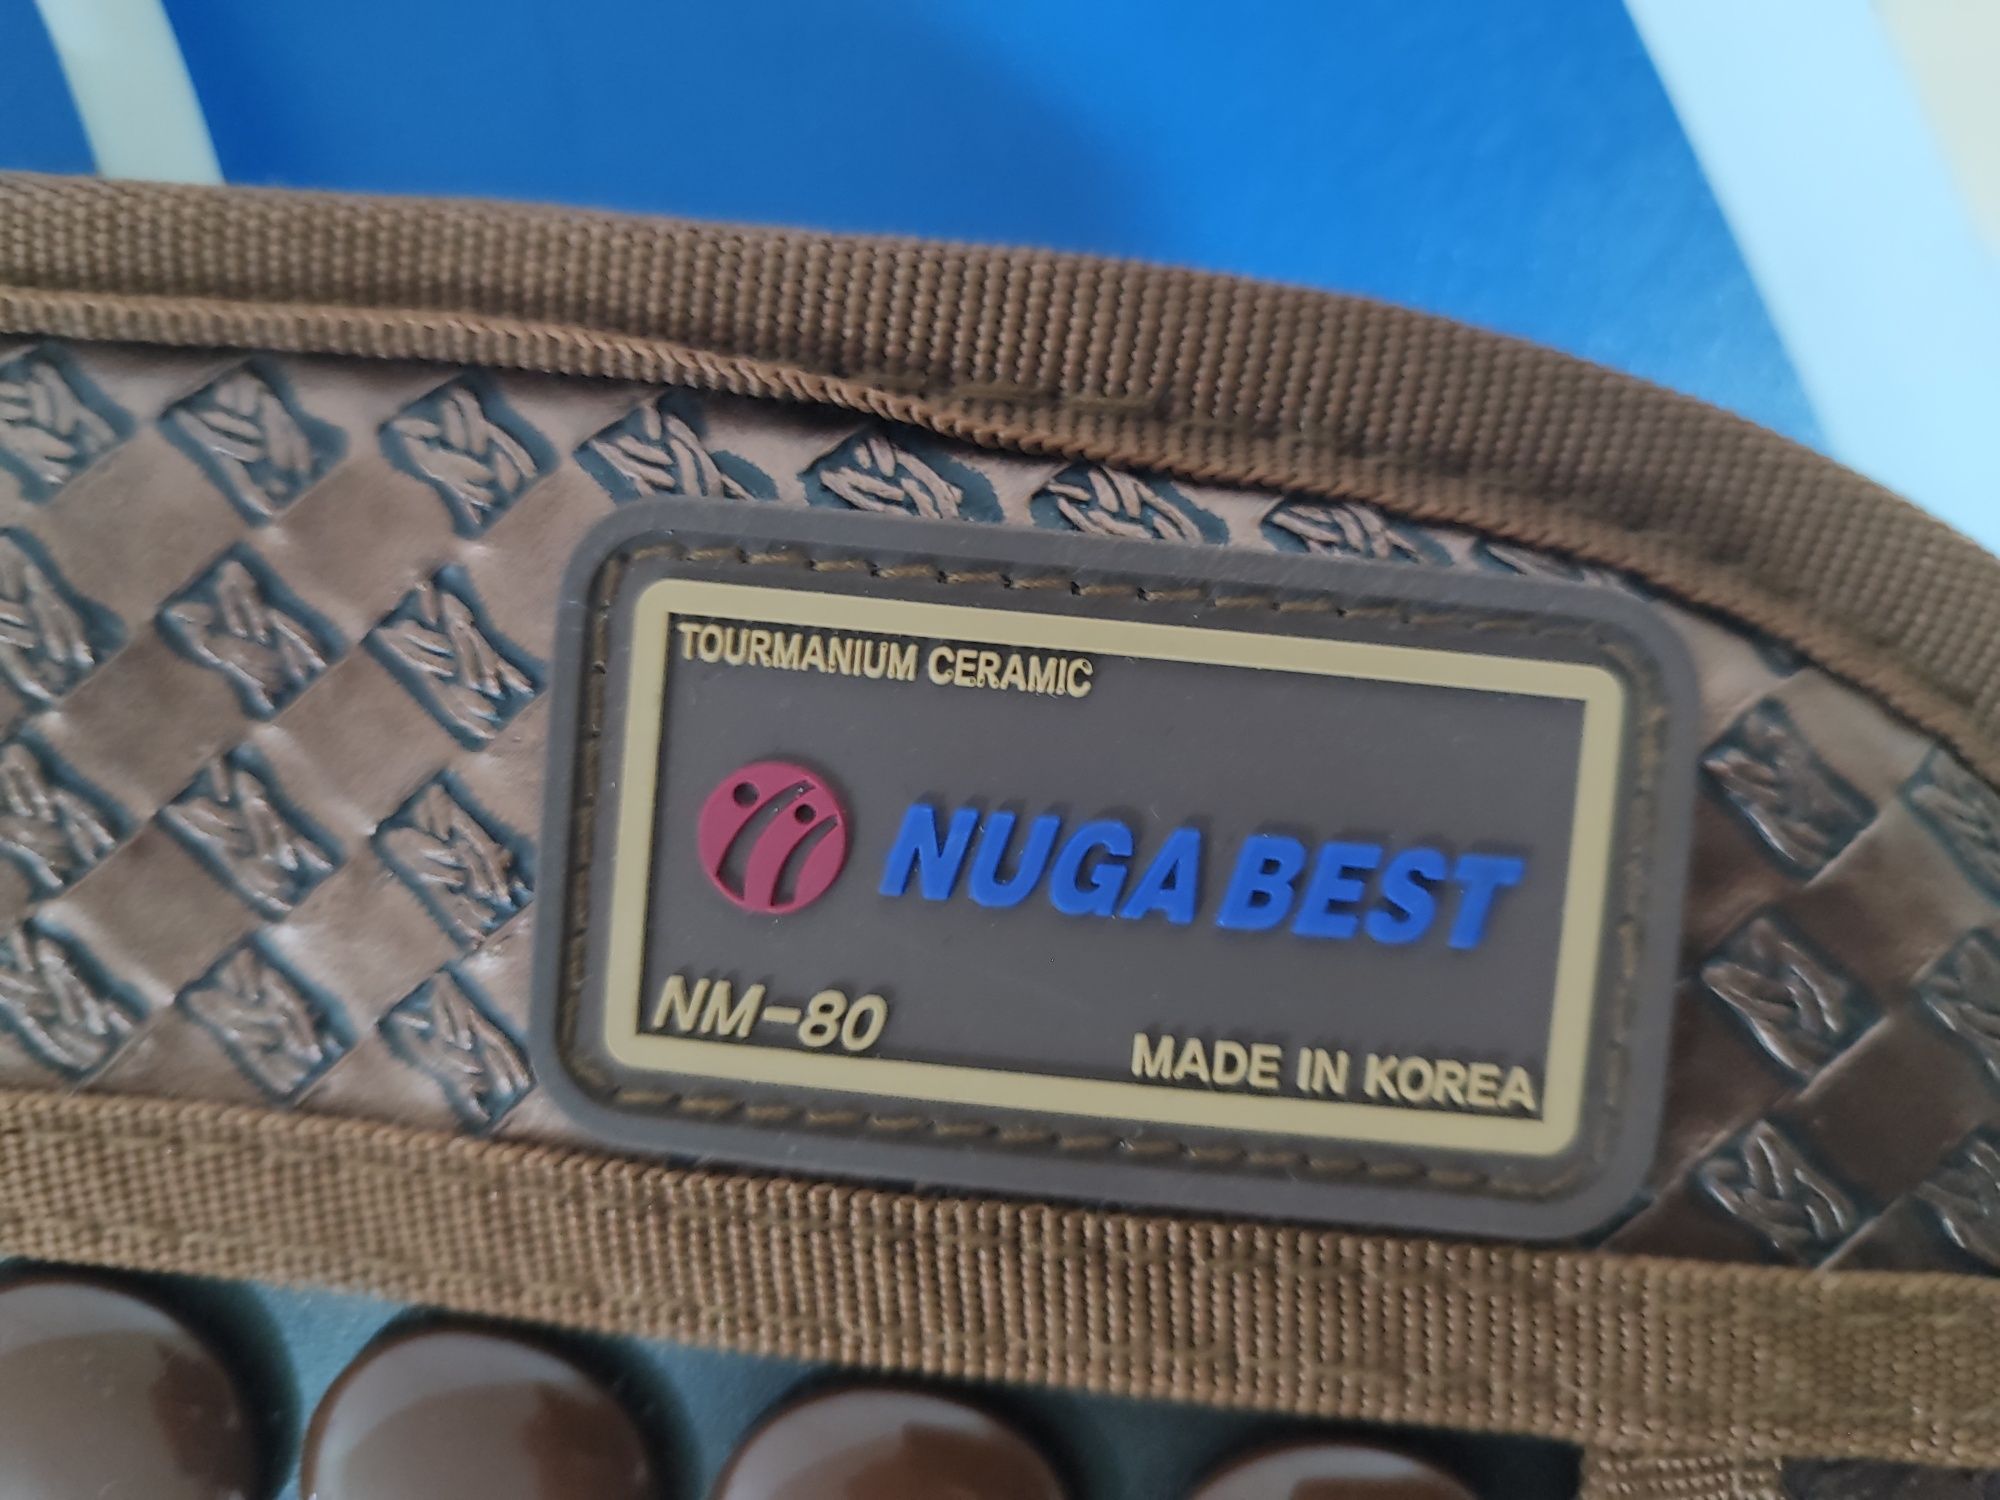 TOURMANIUM CERAMIC
NUGA BEST
NM-80
MADE IN KOREA